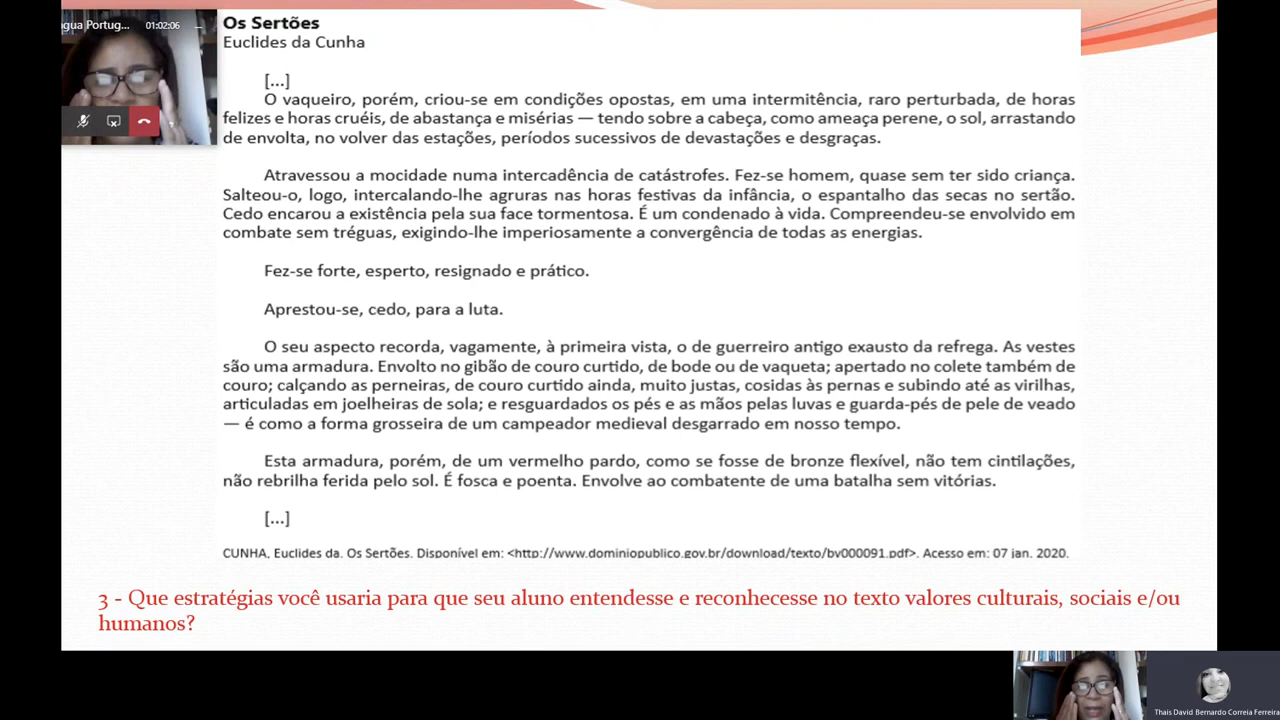 gua Portug... 01:02:06
Os Sertões
Euclides da Cunha
[...]
O vaqueiro, porém, criou-se em condições opostas, em uma intermitência, raro perturbada, de horas
felizes e horas cruéis, de abastança e misérias — tendo sobre a cabeça, como ameaça perene, o sol, arrastando
de envolta, no volver das estações, períodos sucessivos de devastações e desgraças.
Atravessou a mocidade numa intercadência de catástrofes. Fez-se homem, quase sem ter sido criança.
Salteou-o, logo, intercalando-lhe agruras nas horas festivas da infância, o espantalho das secas no sertão.
Cedo encarou a existência pela sua face tormentosa. É um condenado à vida. Compreendeu-se envolvido em
combate sem tréguas, exigindo-lhe imperiosamente a convergência de todas as energias.
Fez-se forte, esperto, resignado e prático.
Aprestou-se, cedo, para a luta.
O seu aspecto recorda, vagamente, à primeira vista, o de guerreiro antigo exausto da refrega. As vestes
são uma armadura. Envolto no gibão de couro curtido, de bode ou de vaqueta; apertado no colete também de
couro; calçando as perneiras, de couro curtido ainda, muito justas, cosidas às pernas e subindo até as virilhas,
articuladas em joelheiras de sola; e resguardados os pés e as mãos pelas luvas e guarda-pés de pele de veado
— é como a forma grosseira de um campeador medieval desgarrado em nosso tempo.
Esta armadura, porém, de um vermelho pardo, como se fosse de bronze flexível, não tem cintilações,
não rebrilha ferida pelo sol. É fosca e poenta. Envolve ao combatente de uma batalha sem vitórias.
[...]
CUNHA, Euclides da. Os Sertões. Disponível em: <http://www.dominiopublico.gov.br/download/texto/bv000091.pdf>. Acesso em: 07 jan. 2020.
3 - Que estratégias você usaria para que seu aluno entendesse e reconhecesse no texto valores culturais, sociais e/ou
humanos?
Thais David Bernardo Correia Ferreira